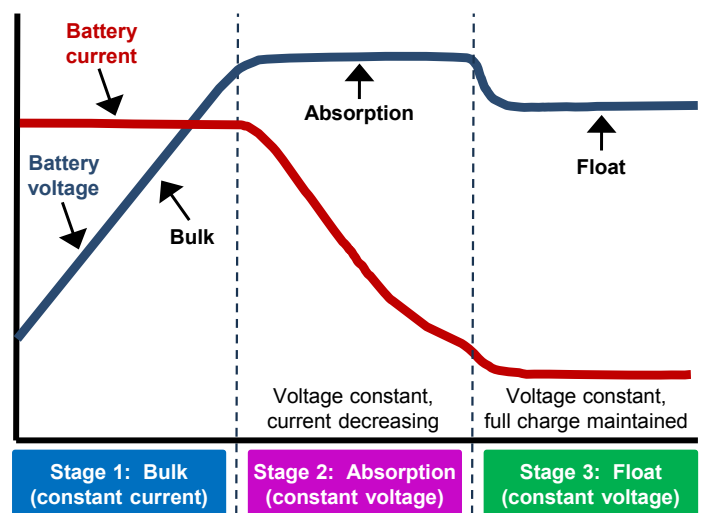 Battery
current
Absorption
Float
Battery
voltage
Bulk
Voltage constant,
current decreasing
Voltage constant,
full charge maintained
Stage 1:  Bulk
(constant current)
Stage 2:  Absorption
(constant voltage)
Stage 3:  Float
(constant voltage)